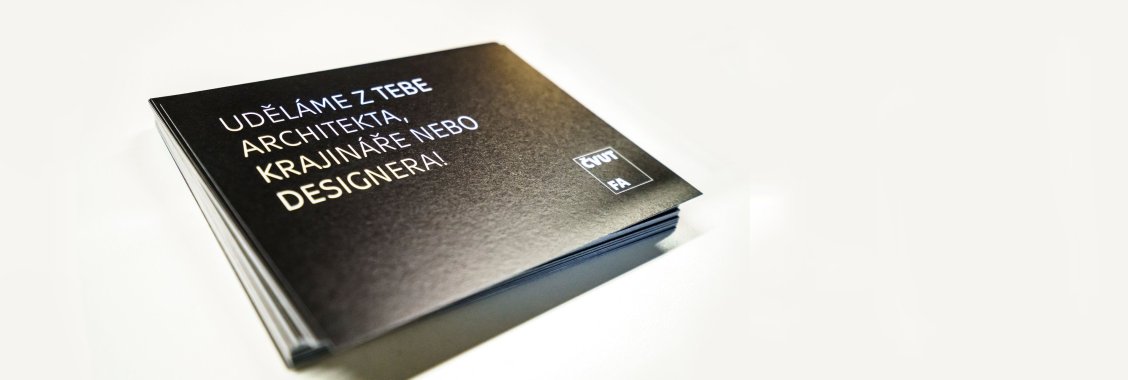 UDĚLÁME Z TEBE
ARCHITEKTA,
KRAJINÁŘE NEBO
DESIGNERA!
ČVUT
FA